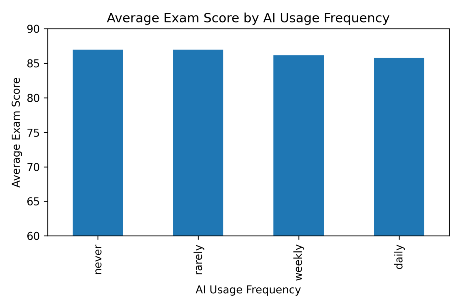 Average Exam Score by AI Usage Frequency
90
85
80
75
70
65
60
Average Exam Score
never
rarely
weekly
daily
AI Usage Frequency